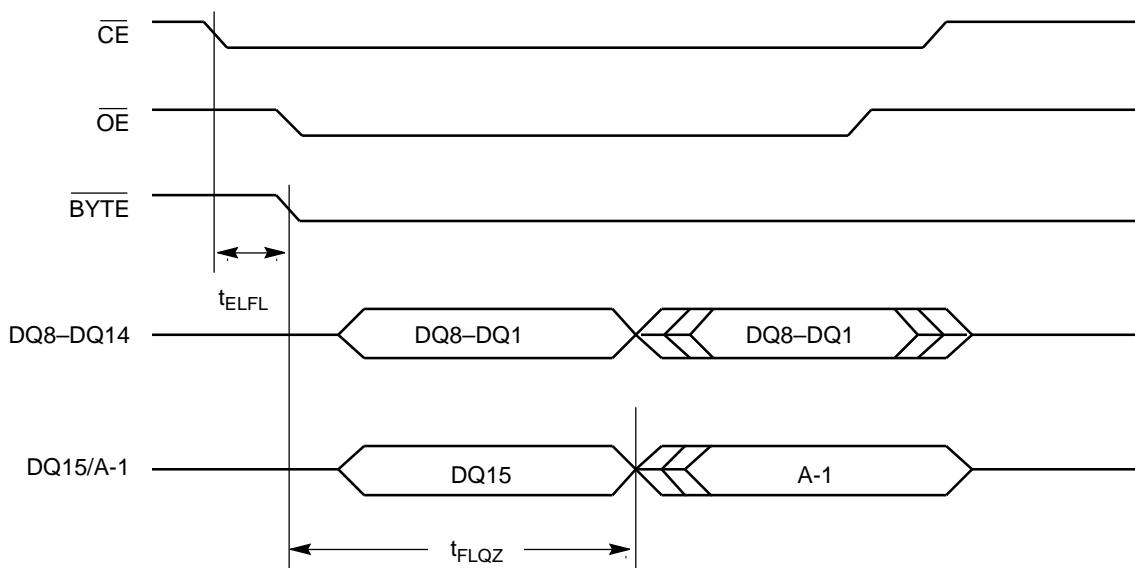 CE
OE
BYTE
tELFL
DQ8–DQ14
DQ8–DQ1
DQ8–DQ1
DQ15/A-1
DQ15
A-1
tFLQZ